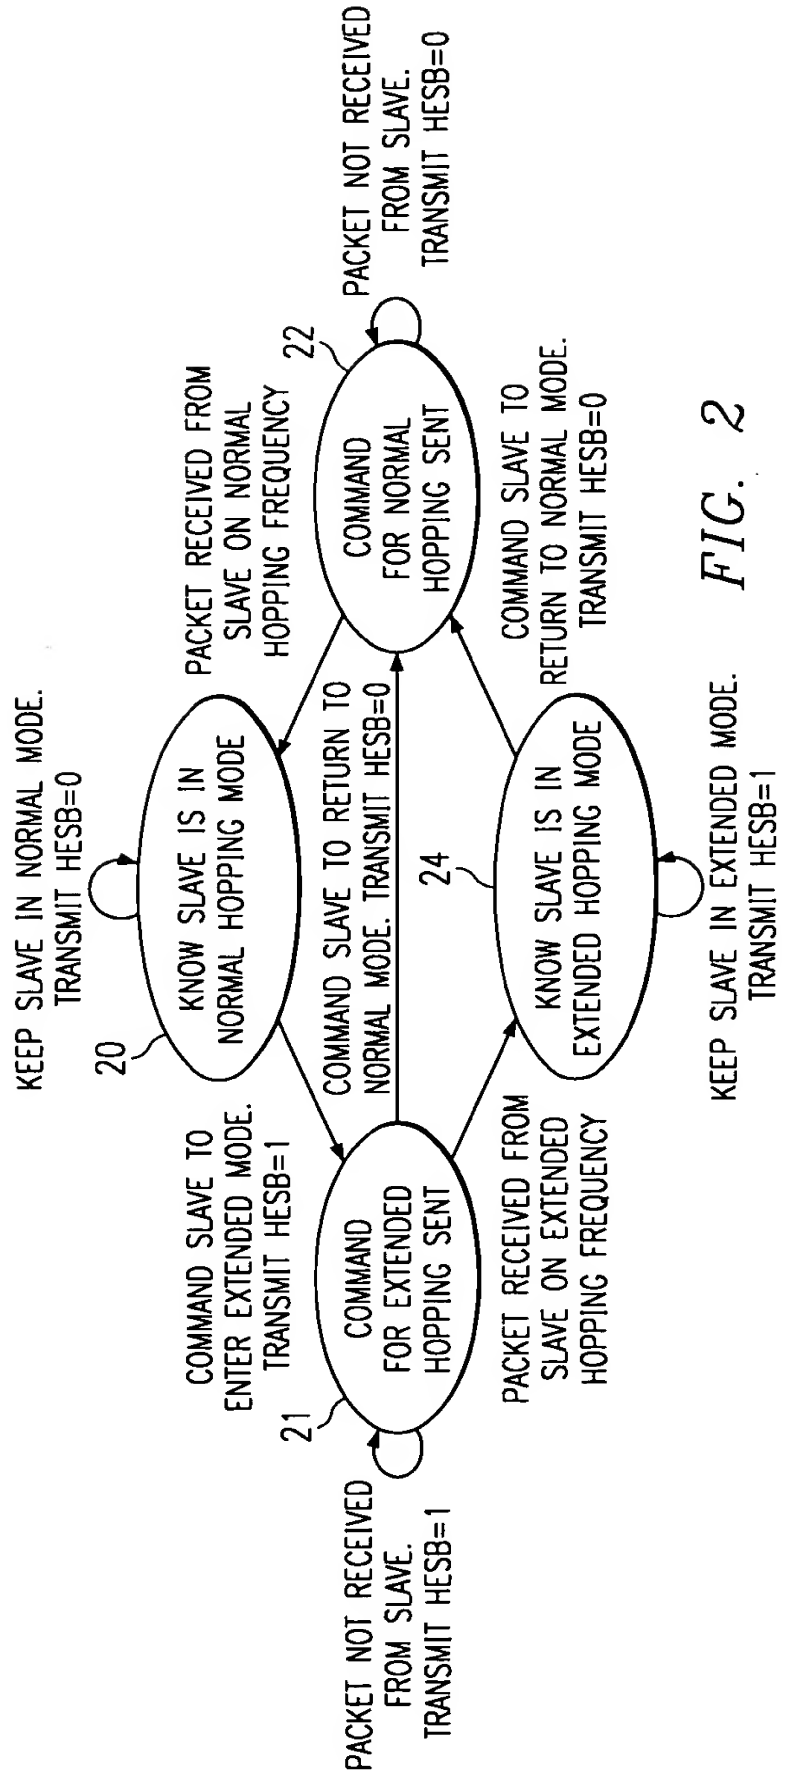 KEEP SLAVE IN NORMAL MODE.
TRANSMIT HESB=0
20
KNOW SLAVE IS IN
NORMAL HOPPING MODE
COMMAND SLAVE TO
ENTER EXTENDED MODE.
TRANSMIT HESB=1
PACKET RECEIVED FROM
SLAVE ON NORMAL
HOPPING FREQUENCY
21
22
PACKET NOT RECEIVED
FROM SLAVE.
TRANSMIT HESB=1
COMMAND
FOR EXTENDED
HOPPING SENT
COMMAND SLAVE TO RETURN TO
NORMAL MODE. TRANSMIT HESB=0
COMMAND
FOR NORMAL
HOPPING SENT
PACKET NOT RECEIVED
FROM SLAVE.
TRANSMIT HESB=0
24
PACKET RECEIVED FROM
SLAVE ON EXTENDED
HOPPING FREQUENCY
KNOW SLAVE IS IN
EXTENDED HOPPING MODE
COMMAND SLAVE TO
RETURN TO NORMAL MODE.
TRANSMIT HESB=0
KEEP SLAVE IN EXTENDED MODE.
TRANSMIT HESB=1
FIG. 2